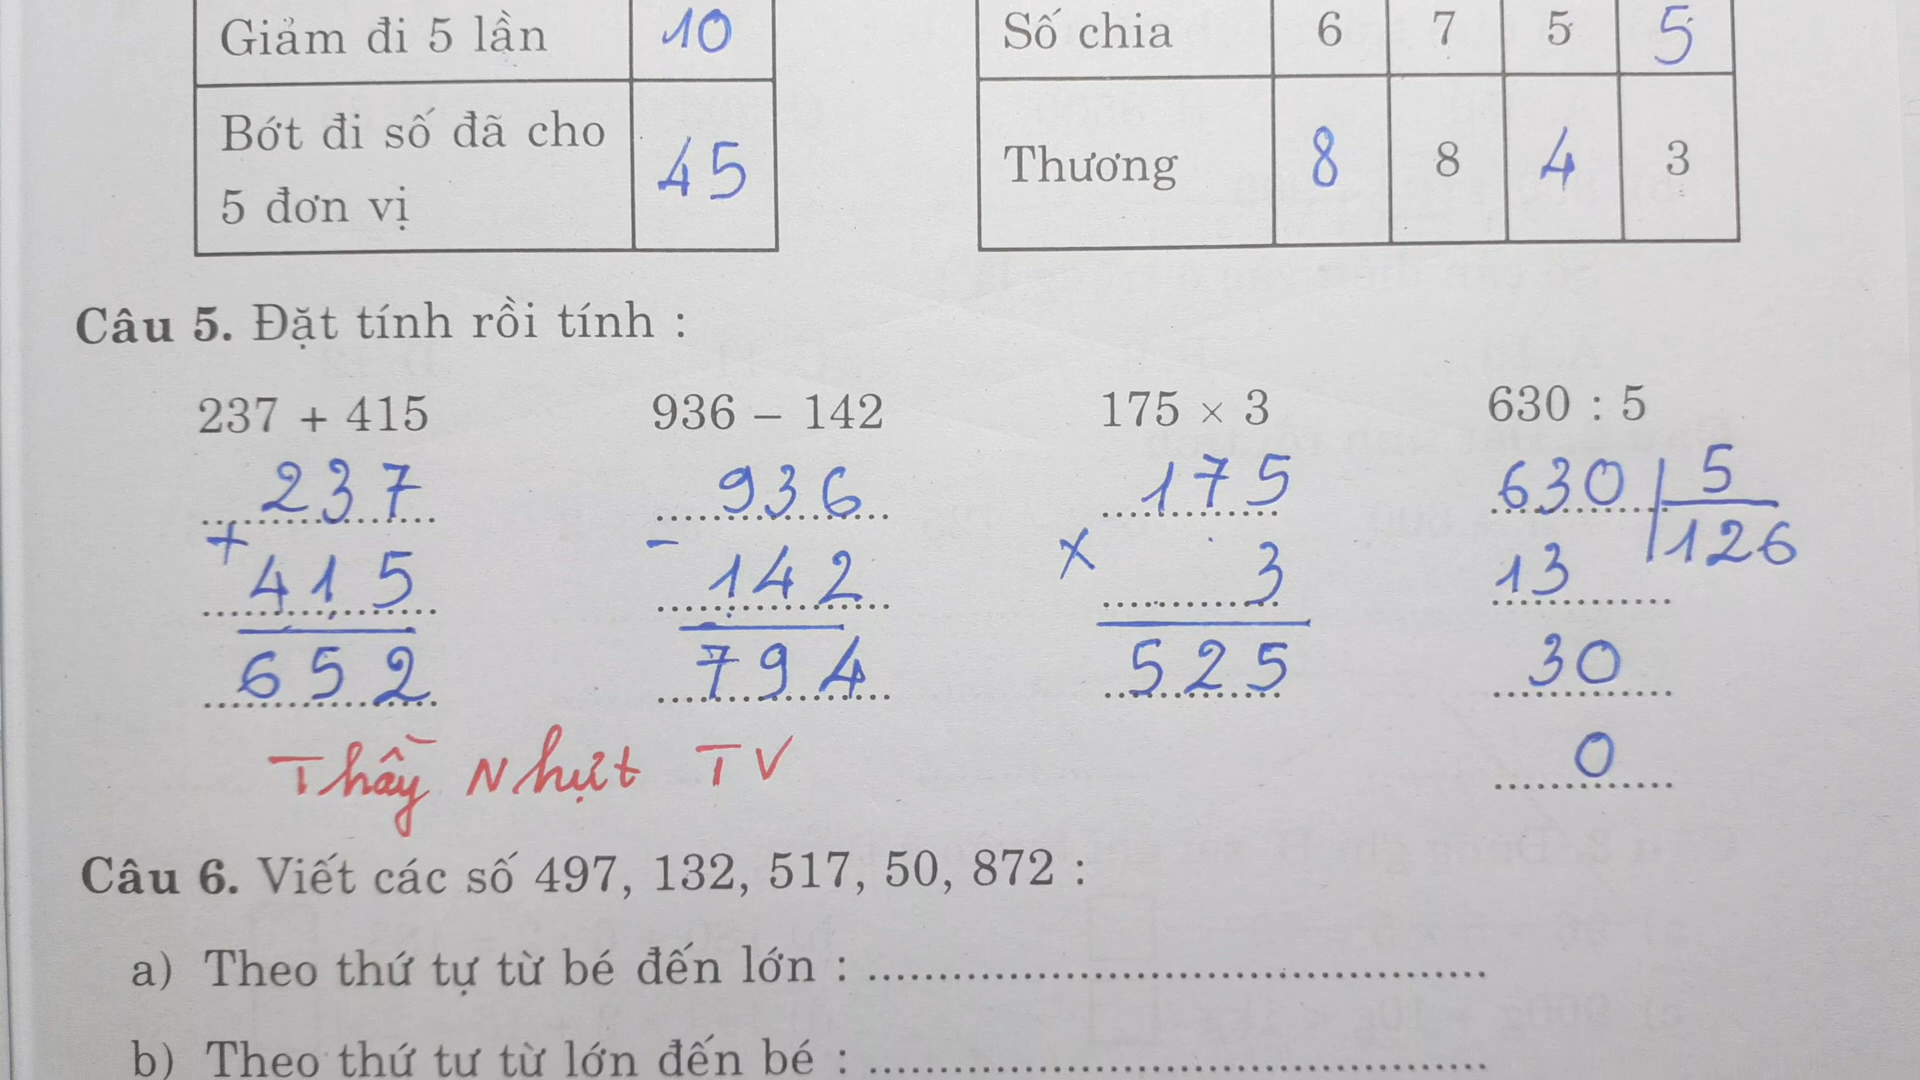 Giảm đi 5 lần 10
Bớt đi số đã cho 45
5 đơn vị
Số chia 6 7 5 5
Thương 8 8 4 3
Câu 5. Đặt tính rồi tính :
237 + 415 936 – 142 175 × 3 630 : 5
237 936 175 630 5
+ - × 126
415 142 3 13
652 794 525 30
0
Thầy Nhựt TV
Câu 6. Viết các số 497, 132, 517, 50, 872 :
a) Theo thứ tự từ bé đến lớn : ........................................
b) Theo thứ tự từ lớn đến bé : ........................................